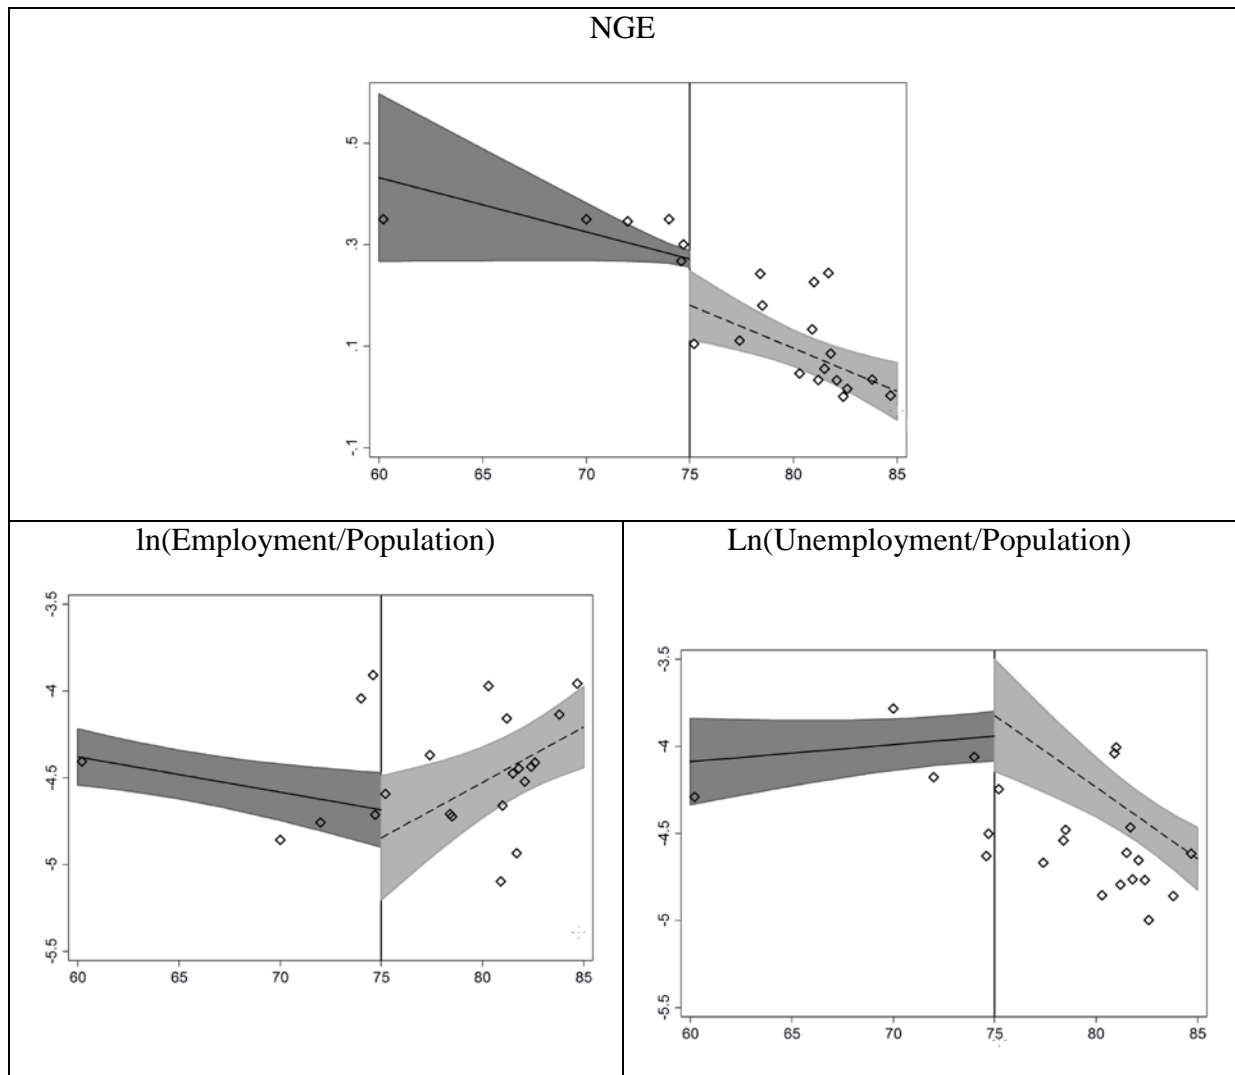 NGE
.5
.3
.1
-.1
60 65 70 75 80 85
ln(Employment/Population)
-3.5
-4
-4.5
-5
-5.5
60 65 70 75 80 85
Ln(Unemployment/Population)
-3.5
-4
-4.5
-5
-5.5
60 65 70 75 80 85